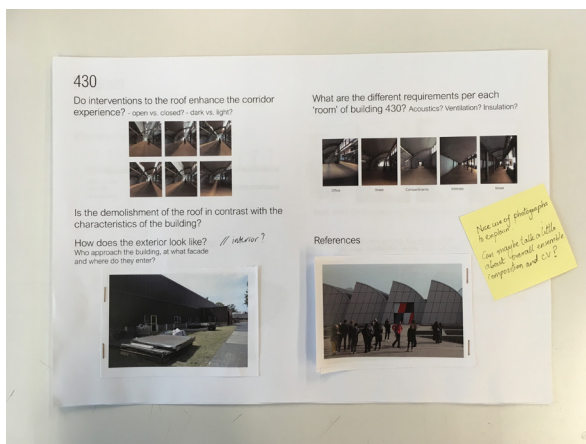 430
Do interventions to the roof enhance the corridor
experience? - open vs. closed? - dark vs. light?
Is the demolishment of the roof in contrast with the
characteristics of the building?
How does the exterior look like? // interior?
Who approach the building, at what facade
and where do they enter?
What are the different requirements per each
'room' of building 430? Acoustics? Ventilation? Insulation?
Office
References
Nice use of photographs
to explain.
Can maybe talk a little
about overall ensemble
composition and C.V.?